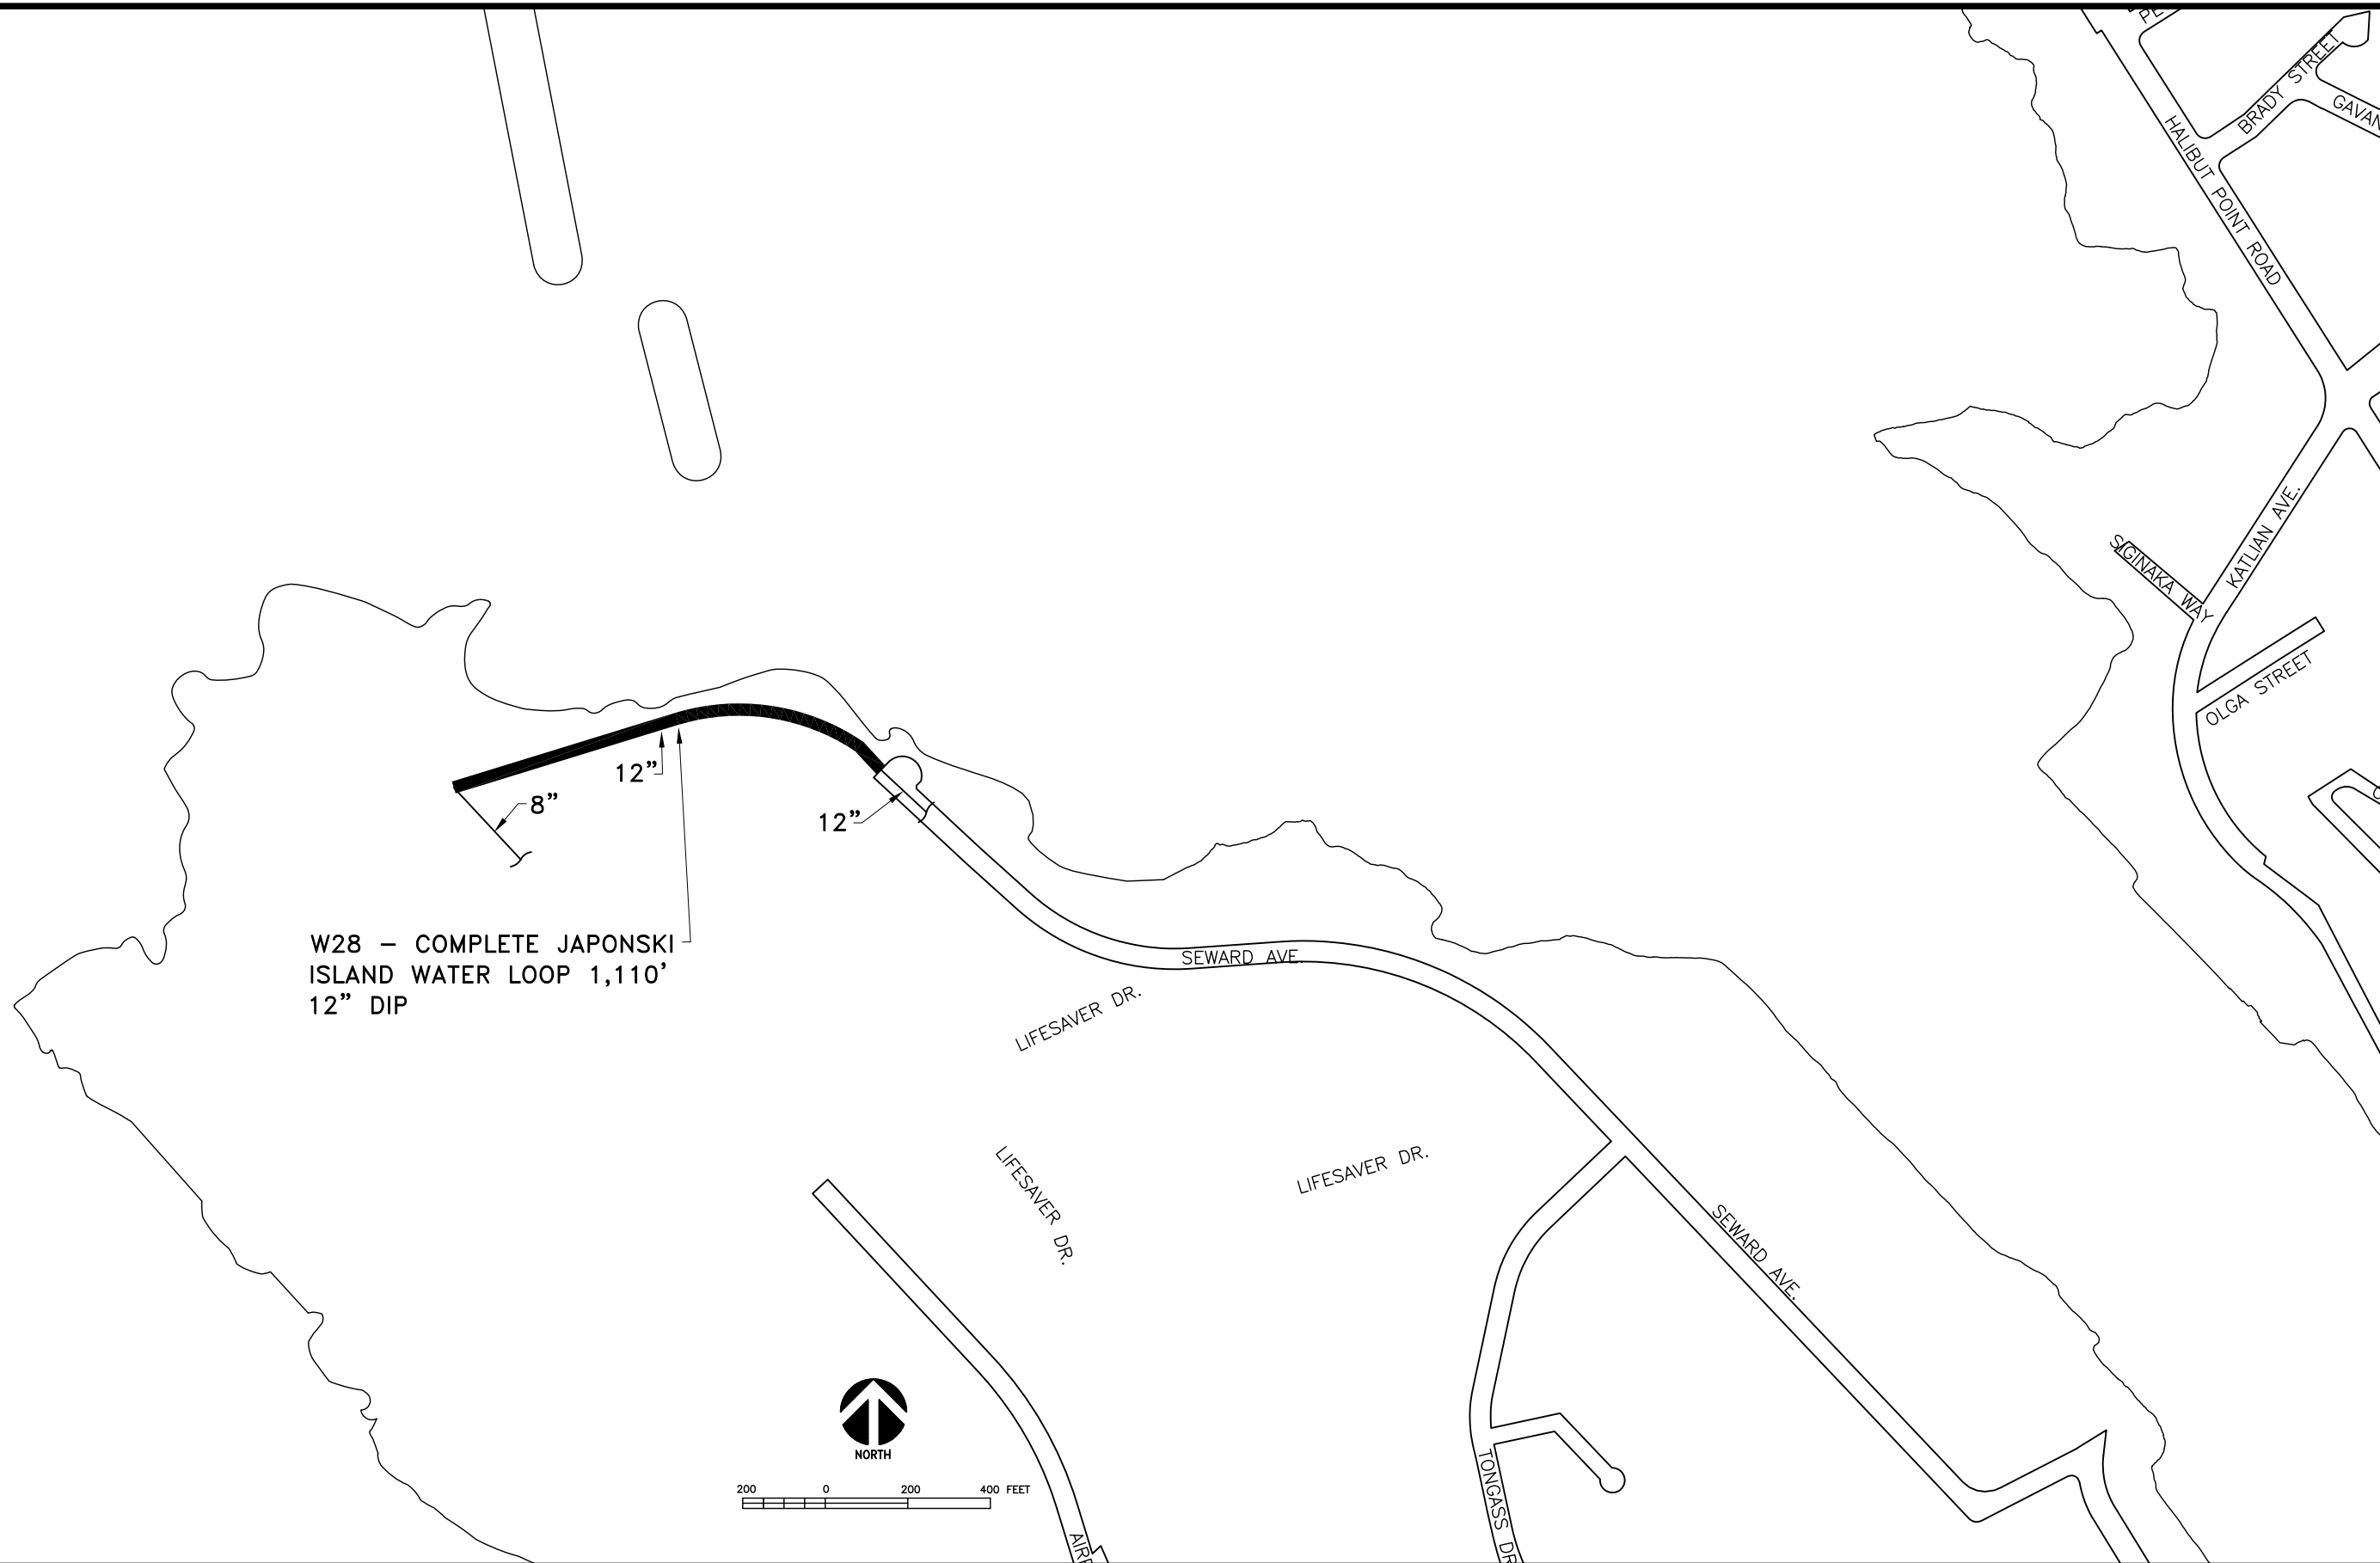 BRADY STREET
HALIBUT POINT ROAD
KATLIAN AVE.
SIGINAKA WAY
OLGA STREET
12”
8”
12”
W28 – COMPLETE JAPONSKI
ISLAND WATER LOOP 1,110’
12” DIP
SEWARD AVE.
LIFESAVER DR.
LIFESAVER DR.
LIFESAVER DR.
SEWARD AVE.
NORTH
200 0 200 400 FEET
TONGASS DR